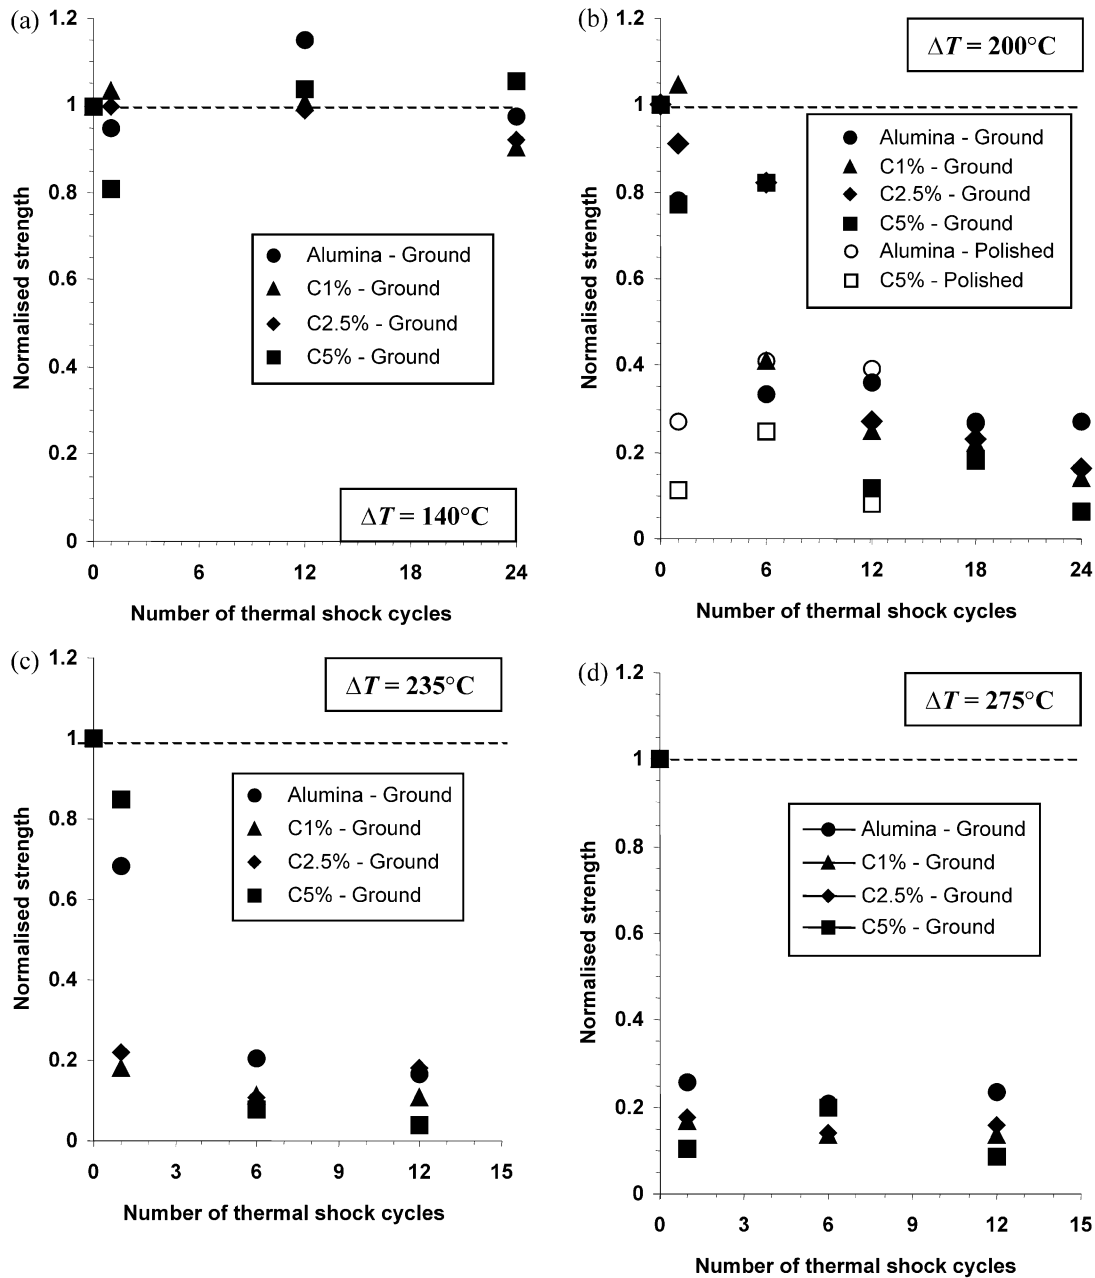 (a)
1.2
1
0.8
0.6
0.4
0.2
0
Normalised strength
Alumina - Ground
C1% - Ground
C2.5% - Ground
C5% - Ground
ΔT = 140°C
0 6 12 18 24
Number of thermal shock cycles
(b)
1.2
1
0.8
0.6
0.4
0.2
0
Normalised strength
ΔT = 200°C
Alumina - Ground
C1% - Ground
C2.5% - Ground
C5% - Ground
Alumina - Polished
C5% - Polished
0 6 12 18 24
Number of thermal shock cycles
(c)
1.2
1
0.8
0.6
0.4
0.2
0
Normalised strength
ΔT = 235°C
Alumina - Ground
C1% - Ground
C2.5% - Ground
C5% - Ground
0 3 6 9 12 15
Number of thermal shock cycles
(d)
1.2
1
0.8
0.6
0.4
0.2
0
Normalised strength
ΔT = 275°C
Alumina - Ground
C1% - Ground
C2.5% - Ground
C5% - Ground
0 3 6 9 12 15
Number of thermal shock cycles